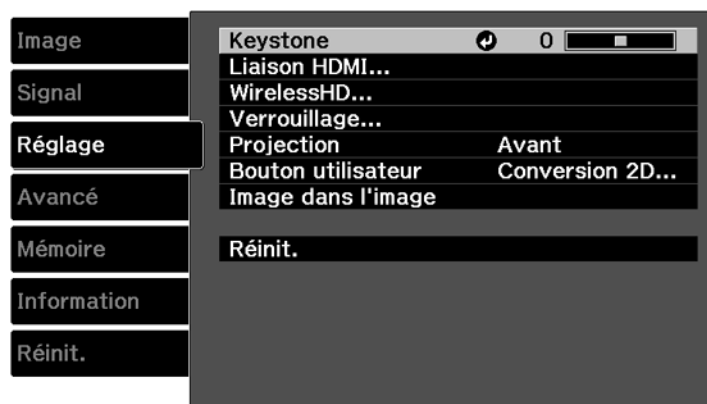 Image
Signal
Réglage
Avancé
Mémoire
Information
Réinit.
Keystone 0
Liaison HDMI...
WirelessHD...
Verrouillage...
Projection Avant
Bouton utilisateur Conversion 2D...
Image dans l'image
Réinit.